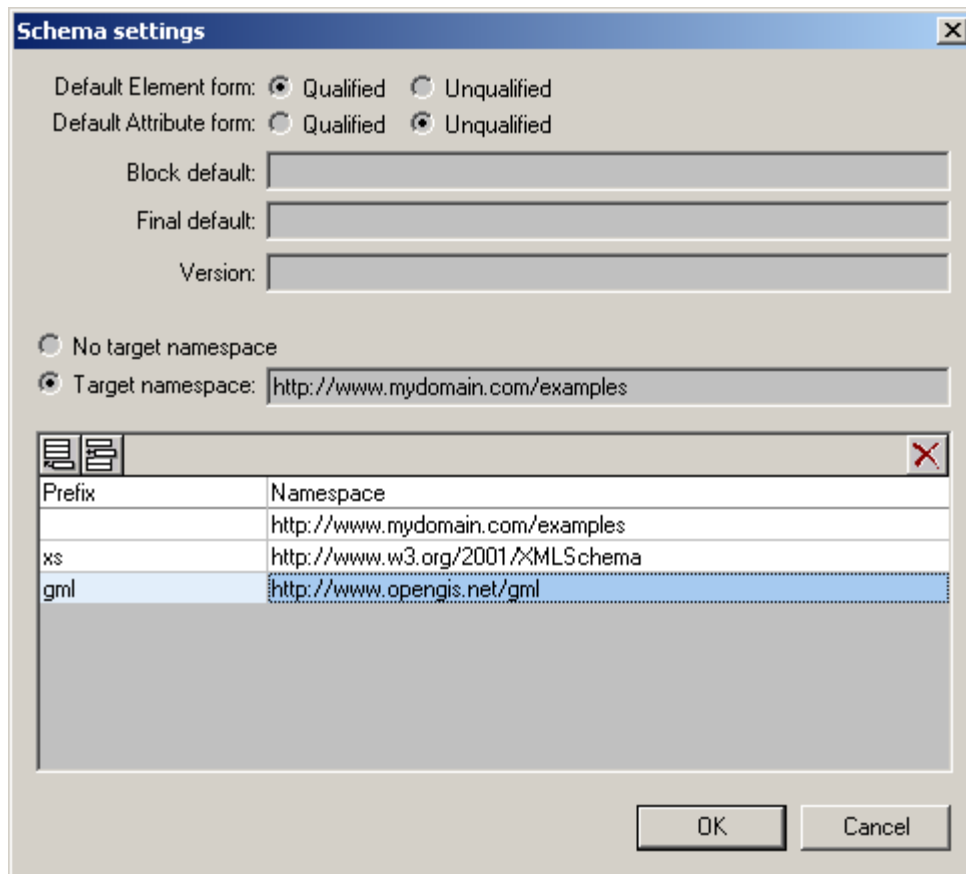 Schema settings
Default Element form: Qualified Unqualified
Default Attribute form: Qualified Unqualified
Block default:
Final default:
Version:
No target namespace
Target namespace: http://www.mydomain.com/examples
Prefix Namespace
http://www.mydomain.com/examples
xs http://www.w3.org/2001/XMLSchema
gml http://www.opengis.net/gml
OK Cancel